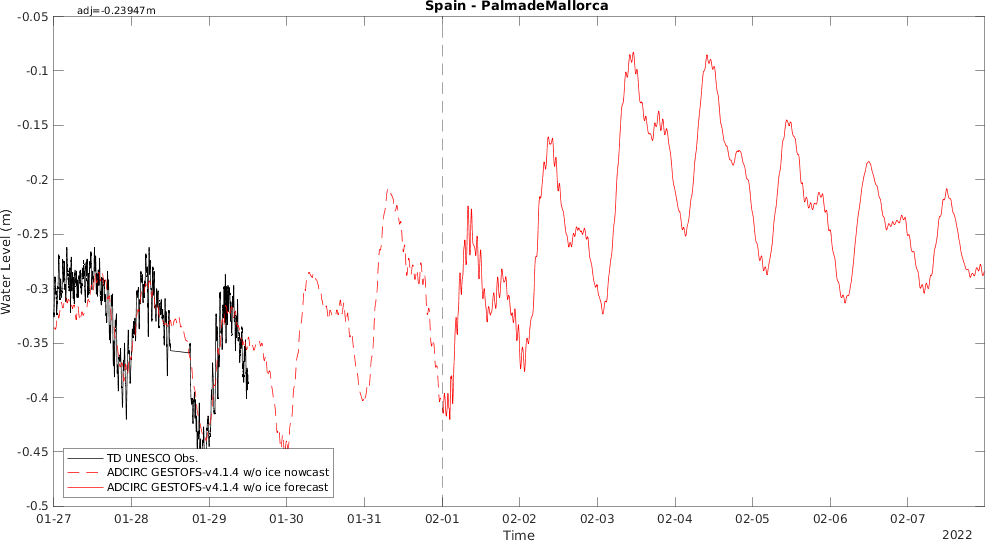 Spain - PalmadeMallorca
adj=-0.23947m
-0.05
-0.1
-0.15
-0.2
-0.25
-0.3
-0.35
-0.4
-0.45
-0.5
Water Level (m)
TD UNESCO Obs.
ADCIRC GESTOFS-v4.1.4 w/o ice nowcast
ADCIRC GESTOFS-v4.1.4 w/o ice forecast
01-27 01-28 01-29 01-30 01-31 02-01 02-02 02-03 02-04 02-05 02-06 02-07
Time
2022